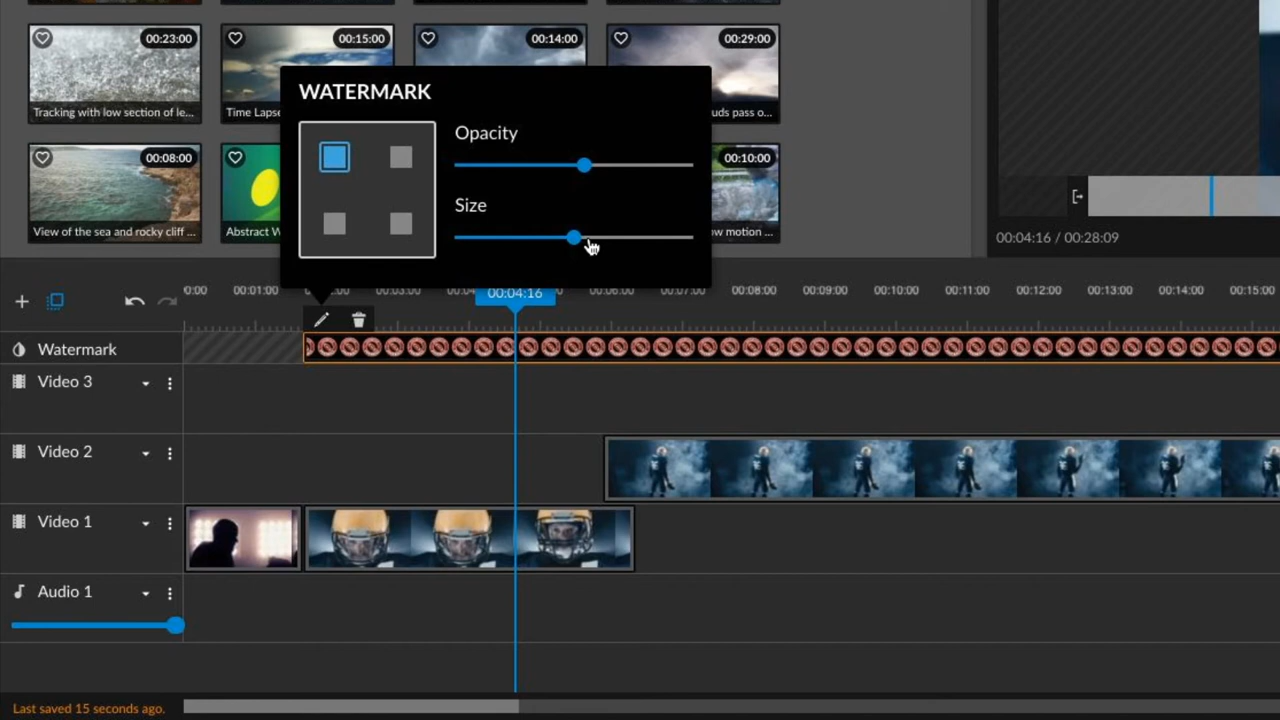 00:23:00
00:15:00
00:14:00
00:29:00
Tracking with low section of le...
Time Lapse
uds pass o...
WATERMARK
Opacity
Size
00:08:00
00:10:00
View of the sea and rocky cliff ...
Abstract W
ow motion ...
00:04:16 / 00:28:09
0:00
00:01:00
00:03:00
00:04:16
00:06:00
00:07:00
00:08:00
00:09:00
00:10:00
00:11:00
00:12:00
00:13:00
00:14:00
00:15:00
Watermark
Video 3
Video 2
Video 1
Audio 1
Last saved 15 seconds ago.